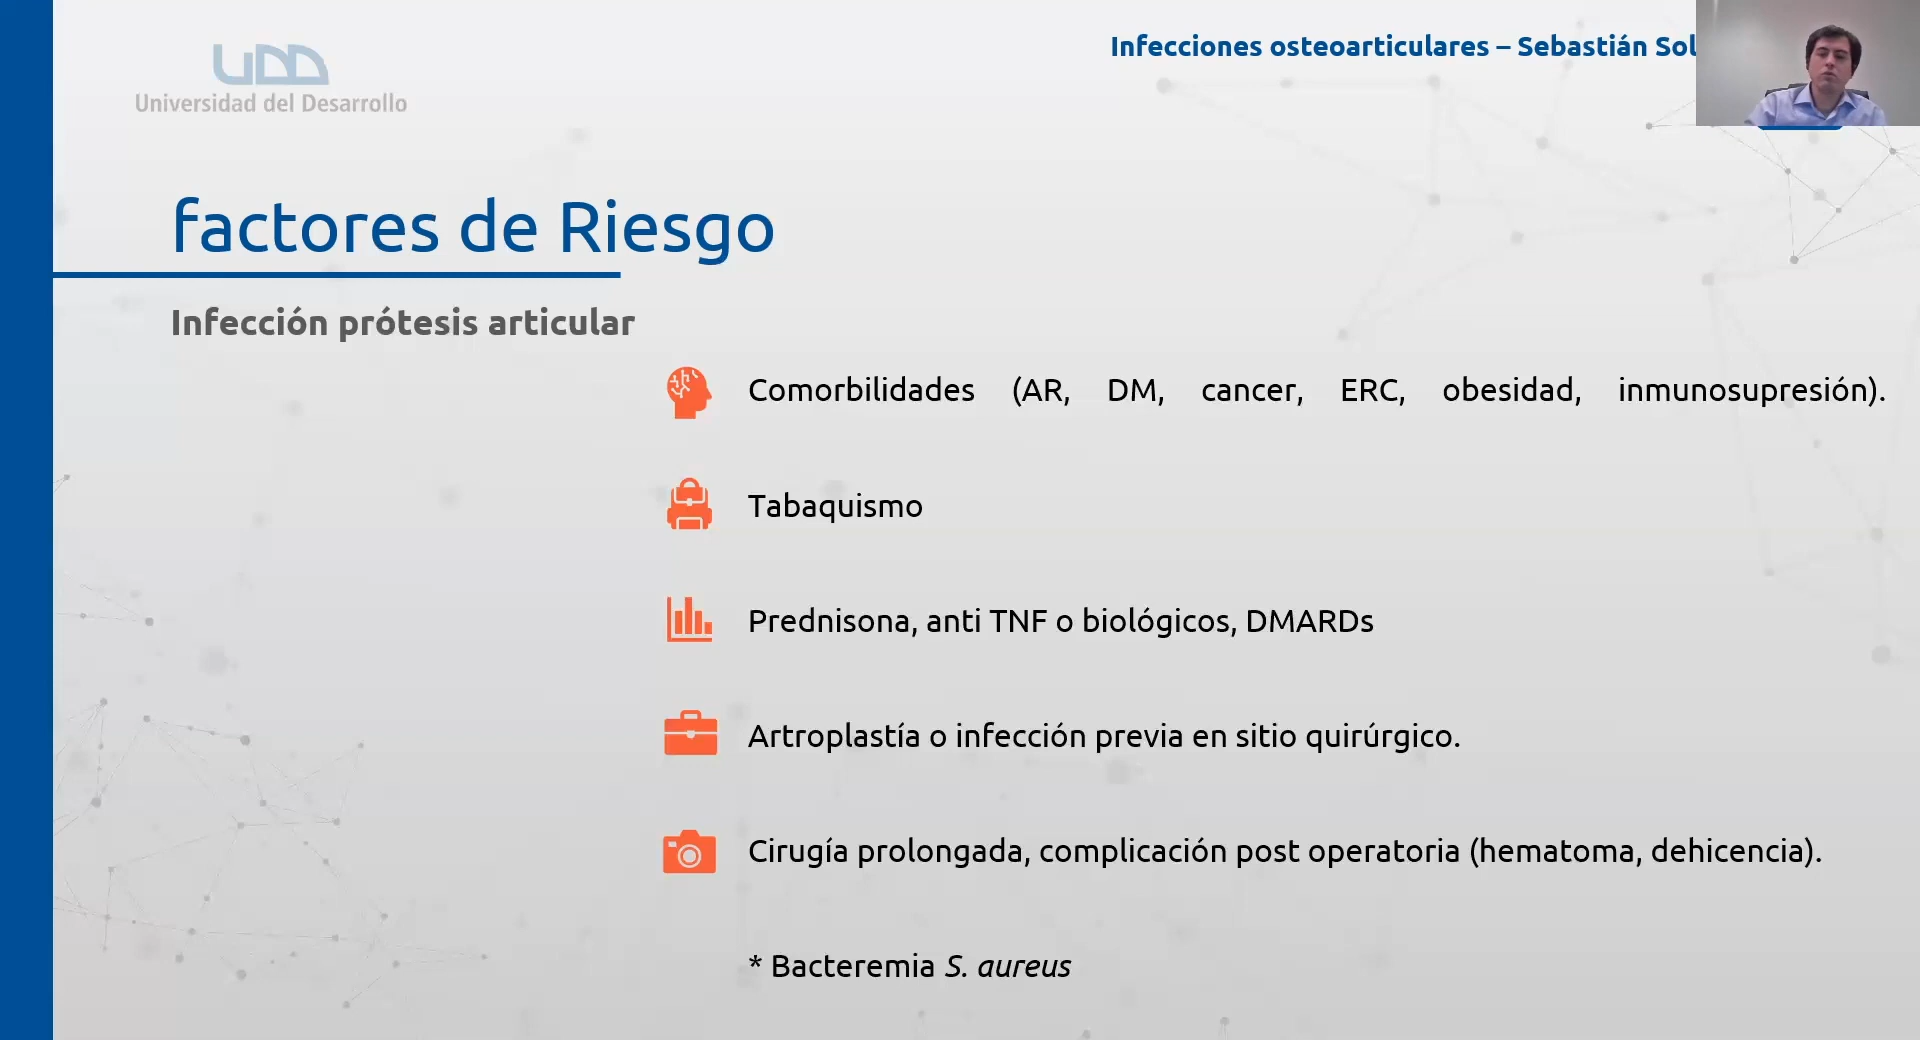 UDD
Universidad del Desarrollo
Infecciones osteoarticulares – Sebastián
factores de Riesgo
Infección prótesis articular
Comorbilidades (AR, DM, cancer, ERC, obesidad, inmunosupresión).
Tabaquismo
Prednisona, anti TNF o biológicos, DMARDs
Artroplastía o infección previa en sitio quirúrgico.
Cirugía prolongada, complicación post operatoria (hematoma, dehicencia).
* Bacteremia S. aureus